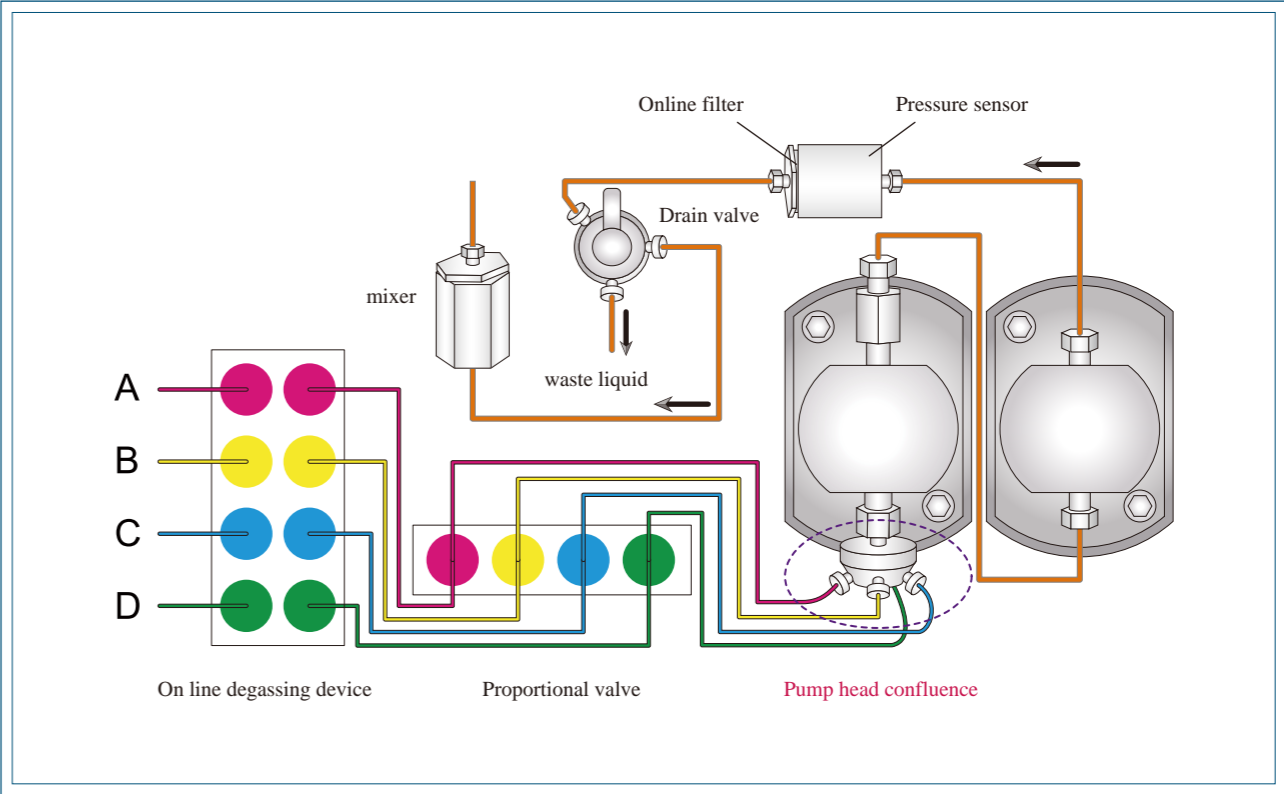 Online filter
Pressure sensor
Drain valve
mixer
waste liquid
A
B
C
D
On line degassing device
Proportional valve
Pump head confluence